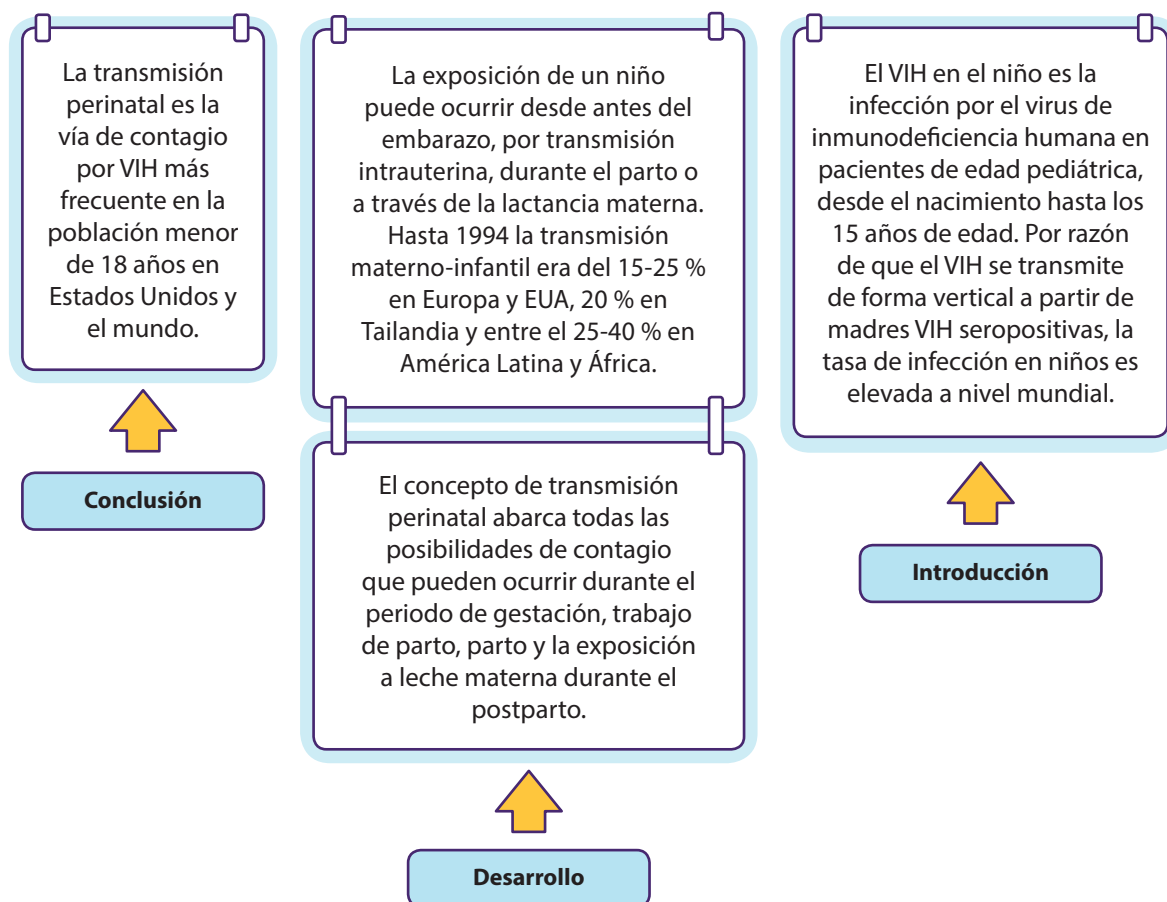 La transmisión
perinatal es la
vía de contagio
por VIH más
frecuente en la
población menor
de 18 años en
Estados Unidos y
el mundo.
Conclusión
La exposición de un niño
puede ocurrir desde antes del
embarazo, por transmisión
intrauterina, durante el parto o
a través de la lactancia materna.
Hasta 1994 la transmisión
materno-infantil era del 15-25 %
en Europa y EUA, 20 % en
Tailandia y entre el 25-40 % en
América Latina y África.
El concepto de transmisión
perinatal abarca todas las
posibilidades de contagio
que pueden ocurrir durante el
periodo de gestación, trabajo
de parto, parto y la exposición
a leche materna durante el
postparto.
Desarrollo
El VIH en el niño es la
infección por el virus de
inmunodeficiencia humana en
pacientes de edad pediátrica,
desde el nacimiento hasta los
15 años de edad. Por razón
de que el VIH se transmite
de forma vertical a partir de
madres VIH seropositivas, la
tasa de infección en niños es
elevada a nivel mundial.
Introducción